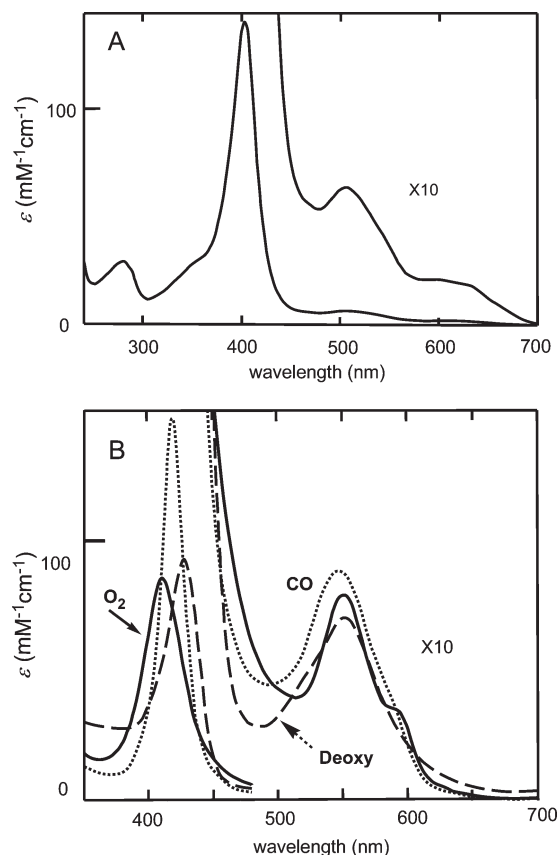 A
ε (mM-1cm-1)
100
0
X10
300 400 500 600 700
wavelength (nm)
B
ε (mM-1cm-1)
100
0
O2
CO
X10
Deoxy
400 500 600 700
wavelength (nm)